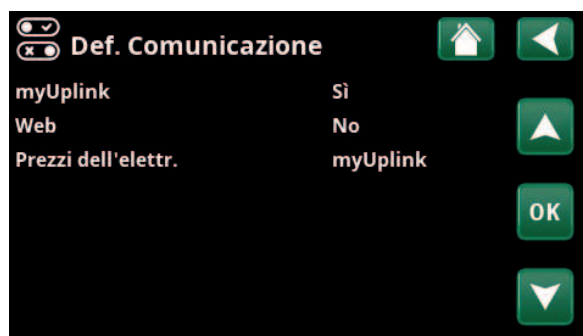 Def. Comunicazione
myUplink Sì
Web No
Prezzi dell'elettr. myUplink
OK